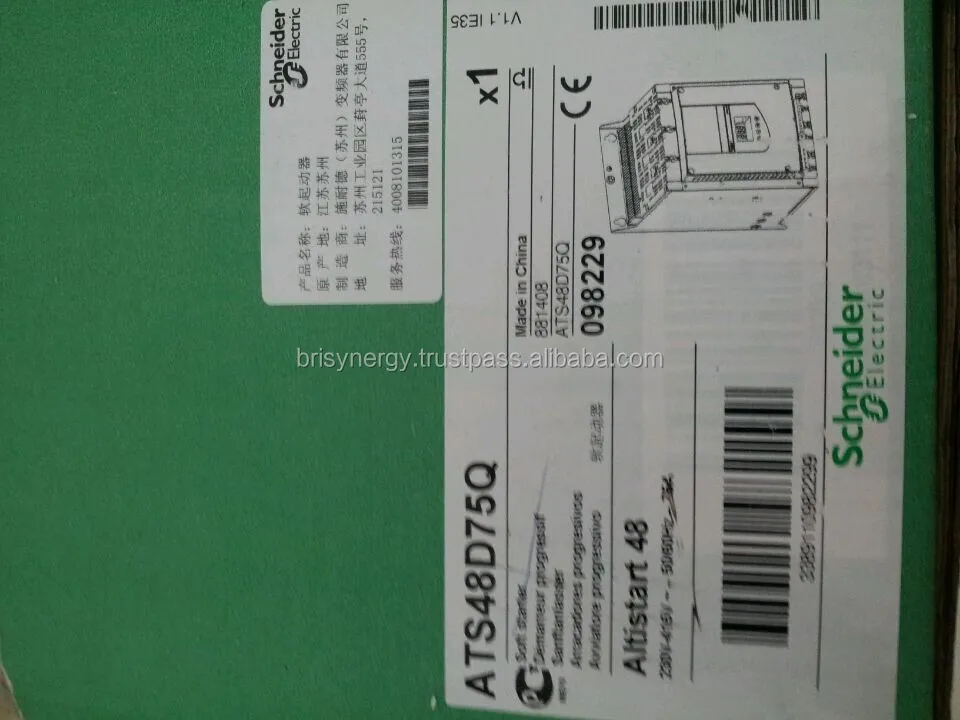 Schneider
Electric
产品名称: 软起动器
原 产 地: 江苏苏州
制 造 商: 施耐德（苏州）变频器有限公司
地 址: 苏州工业园区葑亭大道555号,
215121
服务热线: 4008101315
V1.1 IE35
ATS48D75Q
x1
Soft starter
Démarreur progressif
Sanftanlasser
Arrancadores progresivos
Avviatore progressivo
软起动器
Made in China
881408
ATS48D75Q
098229
CE
Altistart 48
230V-415V ~ - 50/60Hz
3389110982299
Schneider
Electric
brisynergy.trustpass.alibaba.com